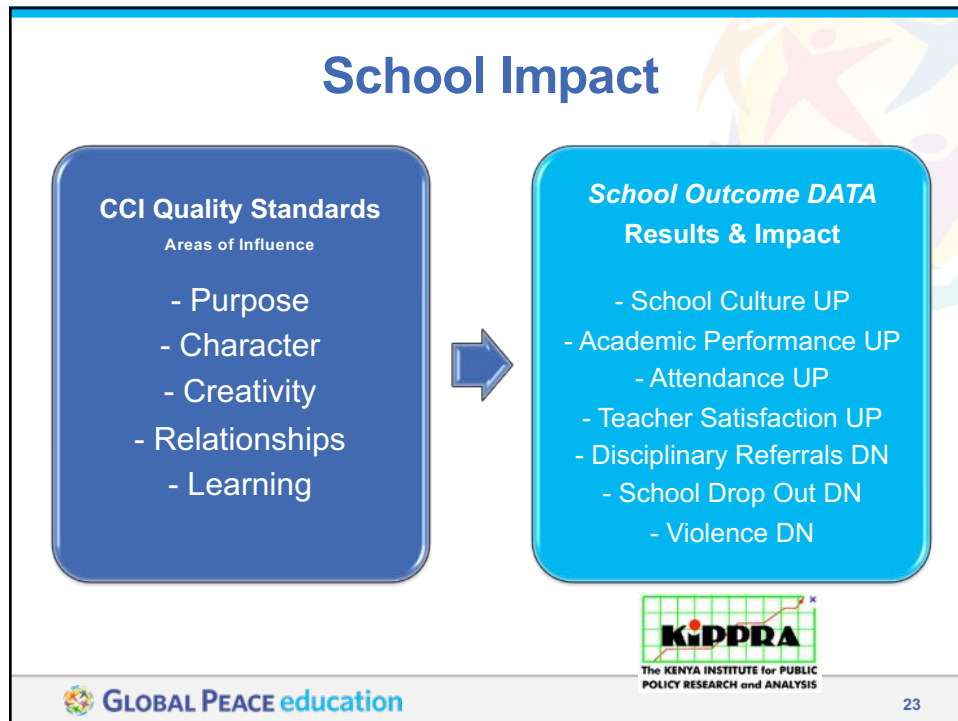 School Impact
CCI Quality Standards
Areas of Influence
- Purpose
- Character
- Creativity
- Relationships
- Learning
School Outcome DATA
Results & Impact
- School Culture UP
- Academic Performance UP
- Attendance UP
- Teacher Satisfaction UP
- Disciplinary Referrals DN
- School Drop Out DN
- Violence DN
KiPPRA
The KENYA INSTITUTE for PUBLIC
POLICY RESEARCH and ANALYSIS
GLOBAL PEACE education
23